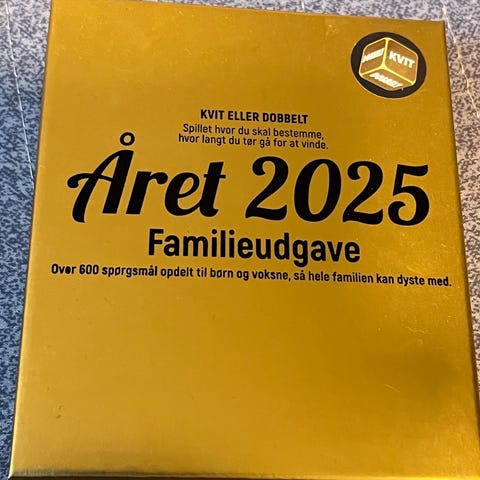 KVIT
KVIT ELLER DOBBELT
Spillet hvor du skal bestemme,
hvor langt du tør gå for at vinde.
Året 2025
Familieudgave
Over 600 spørgsmål opdelt til børn og voksne, så hele familien kan dyste med.